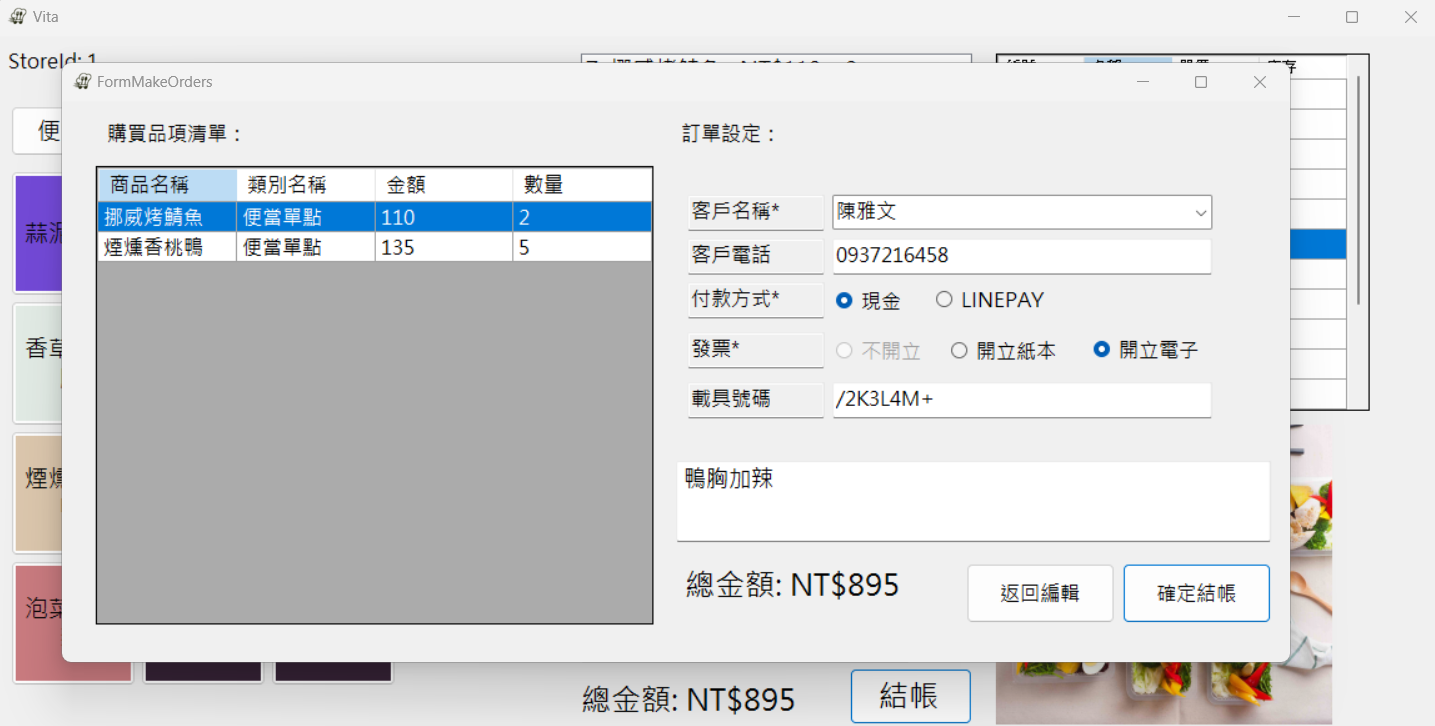 Vita
StoreId: 1
FormMakeOrders
購買品項清單：
商品名稱 類別名稱 金額 數量
挪威烤鯖魚 便當單點 110 2
煙燻香桃鴨 便當單點 135 5
訂單設定：
客戶名稱* 陳雅文
客戶電話 0937216458
付款方式* 現金 LINEPAY
發票* 不開立 開立紙本 開立電子
載具號碼 /2K3L4M+
鴨胸加辣
總金額: NT$895 返回編輯 確定結帳
便
香草
煙燻
泡菜
總金額: NT$895 結帳